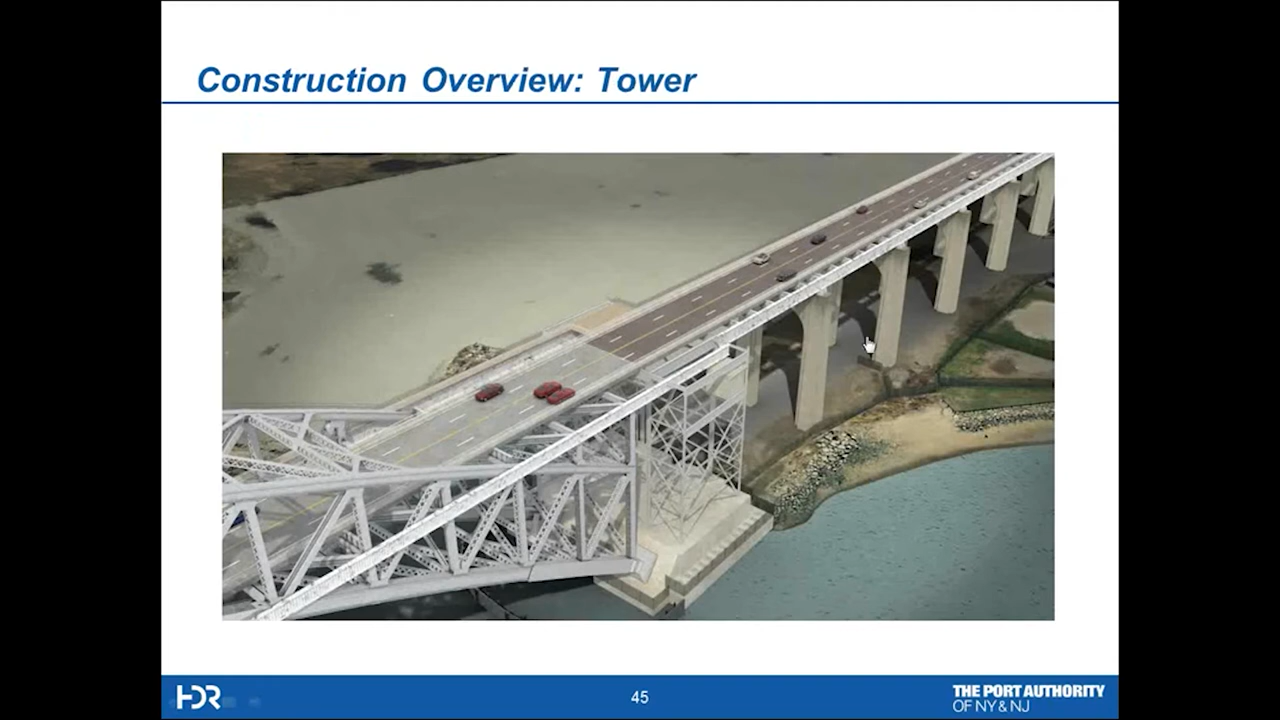 Construction Overview: Tower
HDR
45
THE PORT AUTHORITY
OF NY & NJ